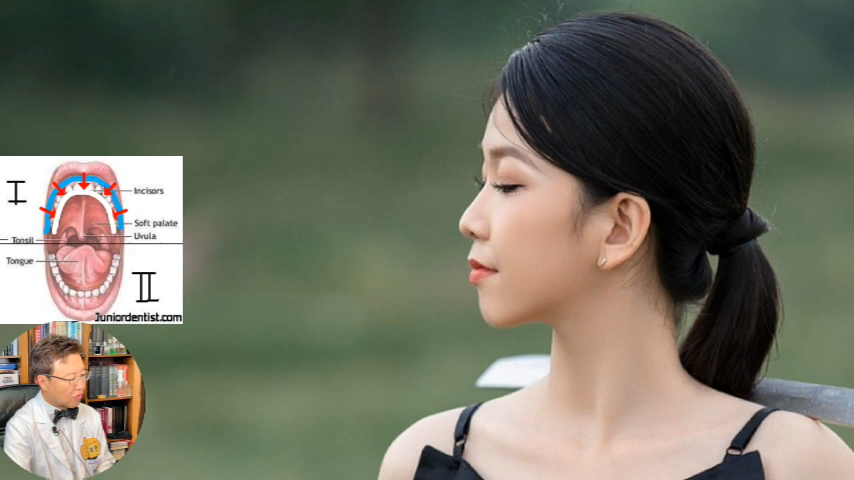 I
Incisors
Soft palate
Uvula
Tonsil
Tongue
II
Juniordentist.com